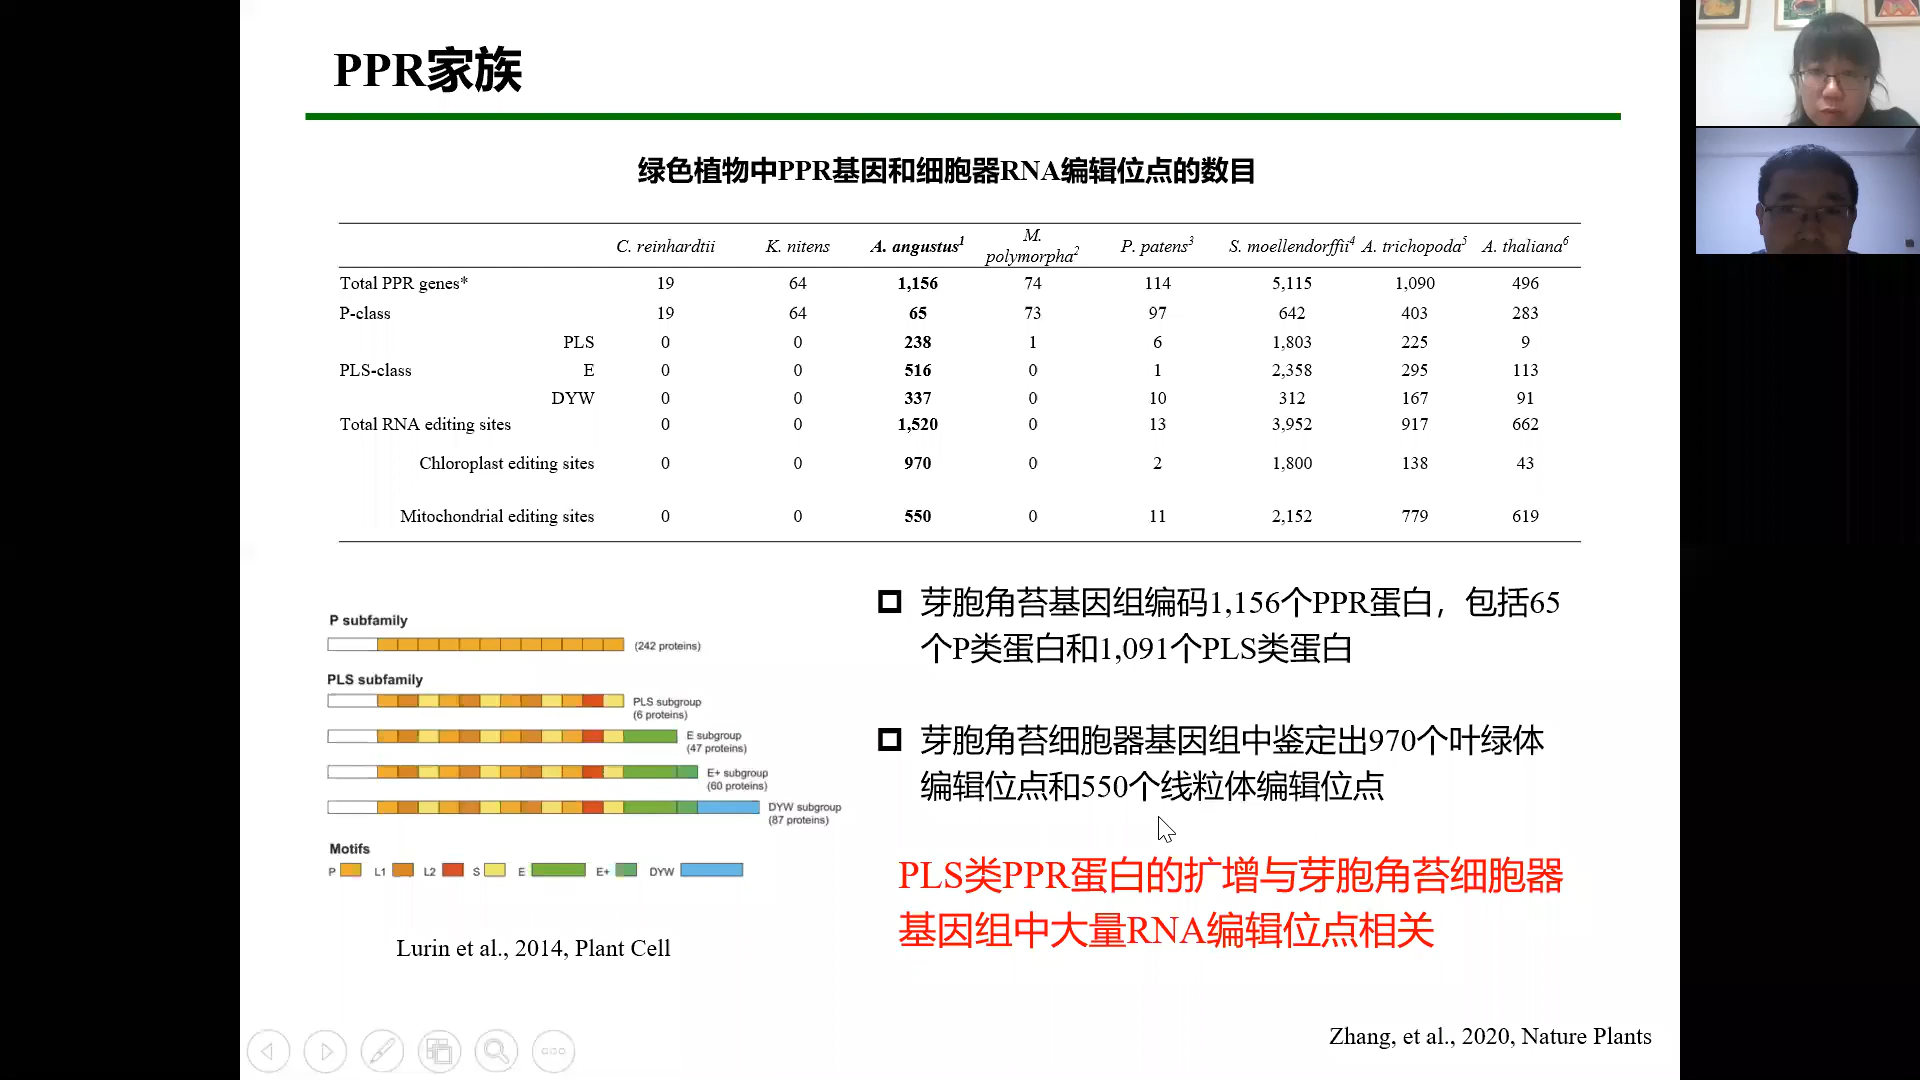 PPR家族
绿色植物中PPR基因和细胞器RNA编辑位点的数目
C. reinhardtii K. nitens A. angustus1 M. polymorpha2 P. patens3 S. moellendorffii4 A. trichopoda5 A. thaliana6
Total PPR genes* 19 64 1,156 74 114 5,115 1,090 496
P-class 19 64 65 73 97 642 403 283
PLS 0 0 238 1 6 1,803 225 9
PLS-class E 0 0 516 0 1 2,358 295 113
DYW 0 0 337 0 10 312 167 91
Total RNA editing sites 0 0 1,520 0 13 3,952 917 662
Chloroplast editing sites 0 0 970 0 2 1,800 138 43
Mitochondrial editing sites 0 0 550 0 11 2,152 779 619
P subfamily
(242 proteins)
PLS subfamily
PLS subgroup
(6 proteins)
E subgroup
(47 proteins)
E+ subgroup
(60 proteins)
DYW subgroup
(87 proteins)
Motifs
P L1 L2 S E E+ DYW
Lurin et al., 2014, Plant Cell
芽胞角苔基因组编码1,156个PPR蛋白，包括65
个P类蛋白和1,091个PLS类蛋白
芽胞角苔细胞器基因组中鉴定出970个叶绿体
编辑位点和550个线粒体编辑位点
PLS类PPR蛋白的扩增与芽胞角苔细胞器
基因组中大量RNA编辑位点相关
Zhang, et al., 2020, Nature Plants